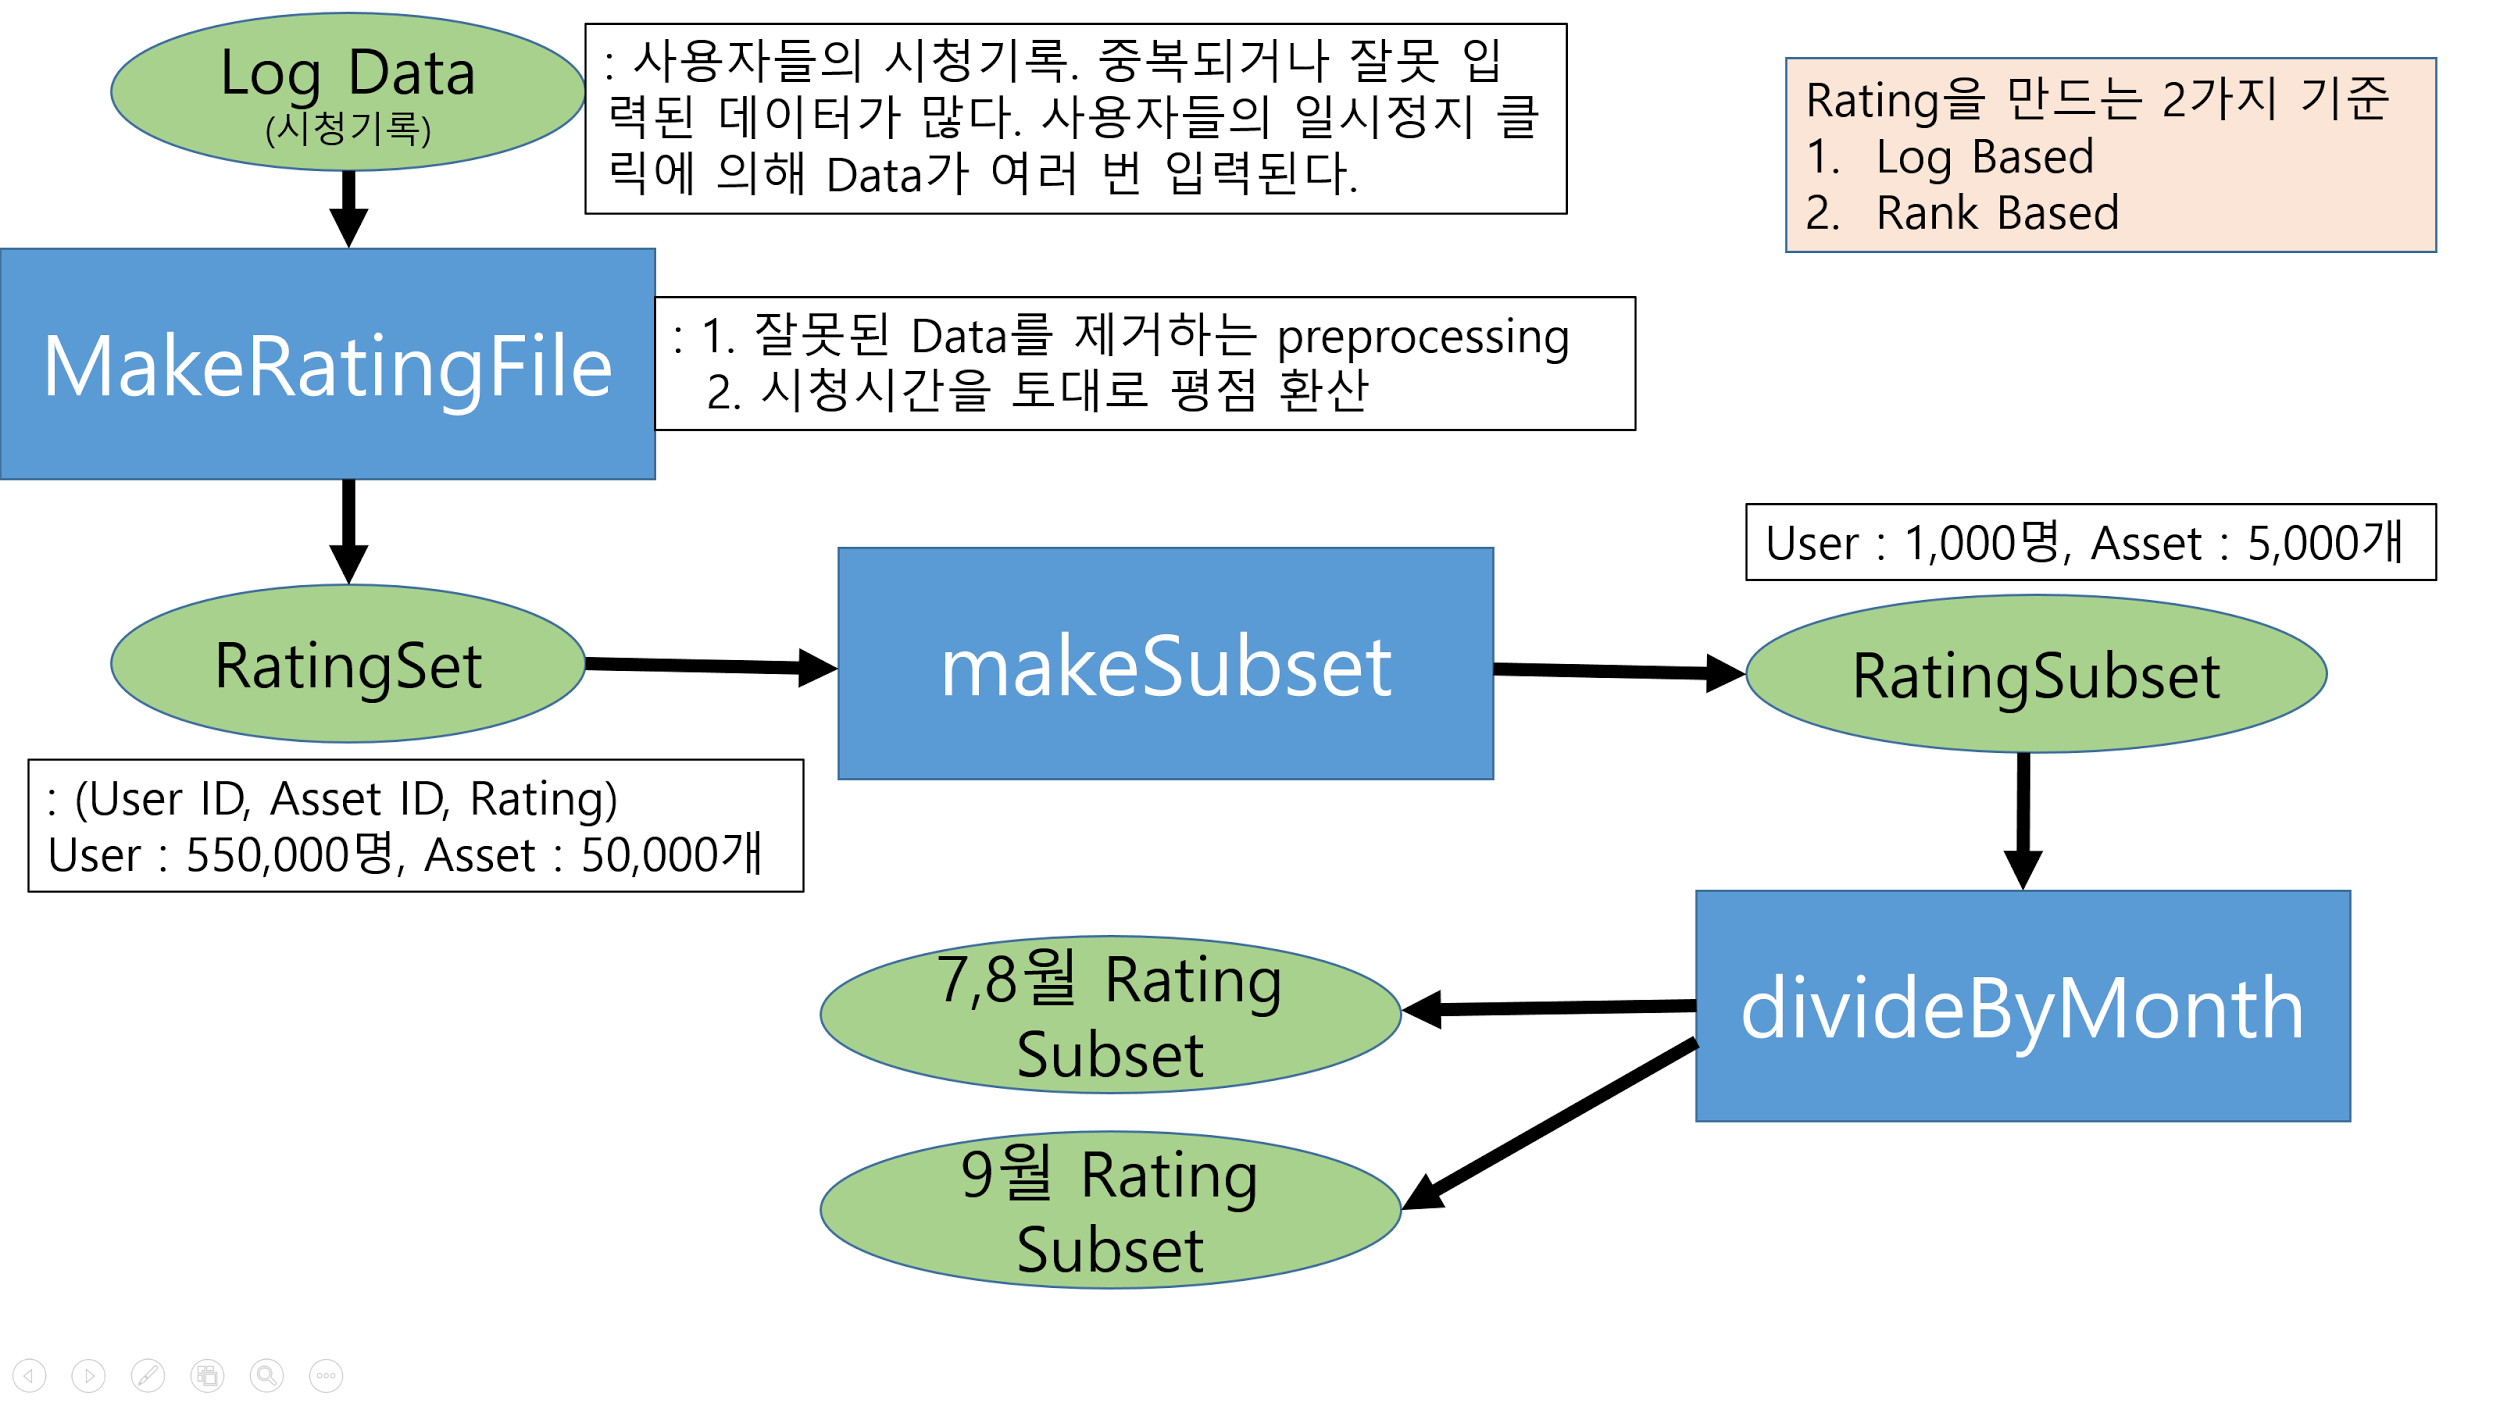 Log Data
(시청기록)
: 사용자들의 시청기록. 중복되거나 잘못 입
력된 데이터가 많다. 사용자들의 일시정지 클
릭에 의해 Data가 여러 번 입력된다.
Rating을 만드는 2가지 기준
1. Log Based
2. Rank Based
MakeRatingFile
: 1. 잘못된 Data를 제거하는 preprocessing
2. 시청시간을 토대로 평점 환산
RatingSet
: (User ID, Asset ID, Rating)
User : 550,000명, Asset : 50,000개
makeSubset
User : 1,000명, Asset : 5,000개
RatingSubset
divideByMonth
7,8월 Rating
Subset
9월 Rating
Subset